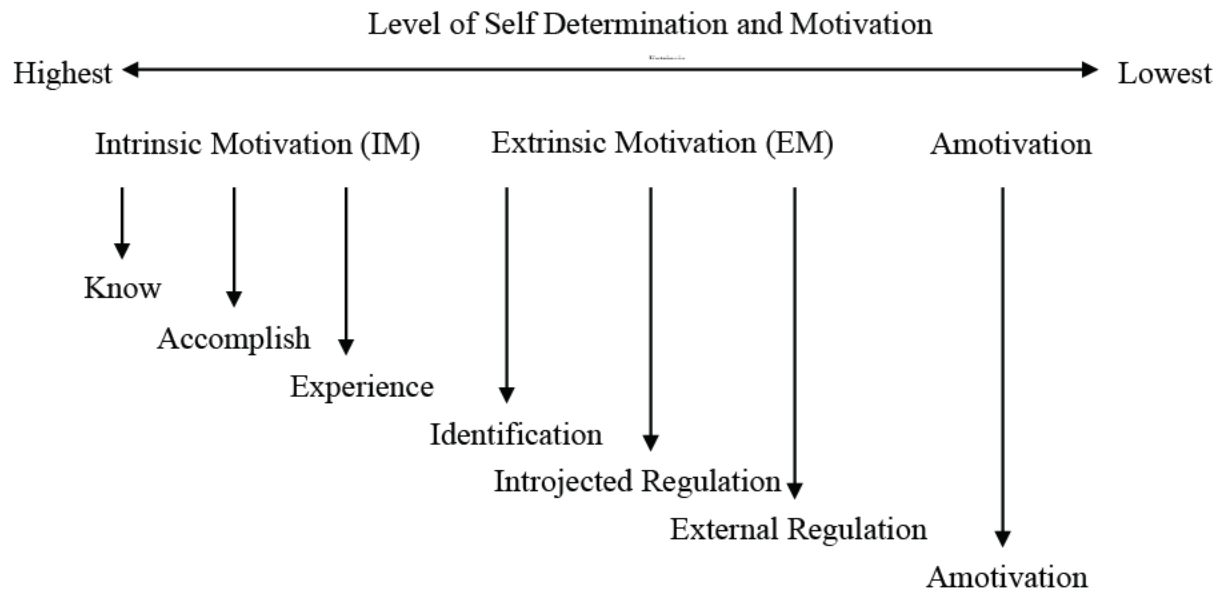 Level of Self Determination and Motivation
Highest Lowest
Intrinsic Motivation (IM) Extrinsic Motivation (EM) Amotivation
Know
Accomplish
Experience
Identification
Introjected Regulation
External Regulation
Amotivation